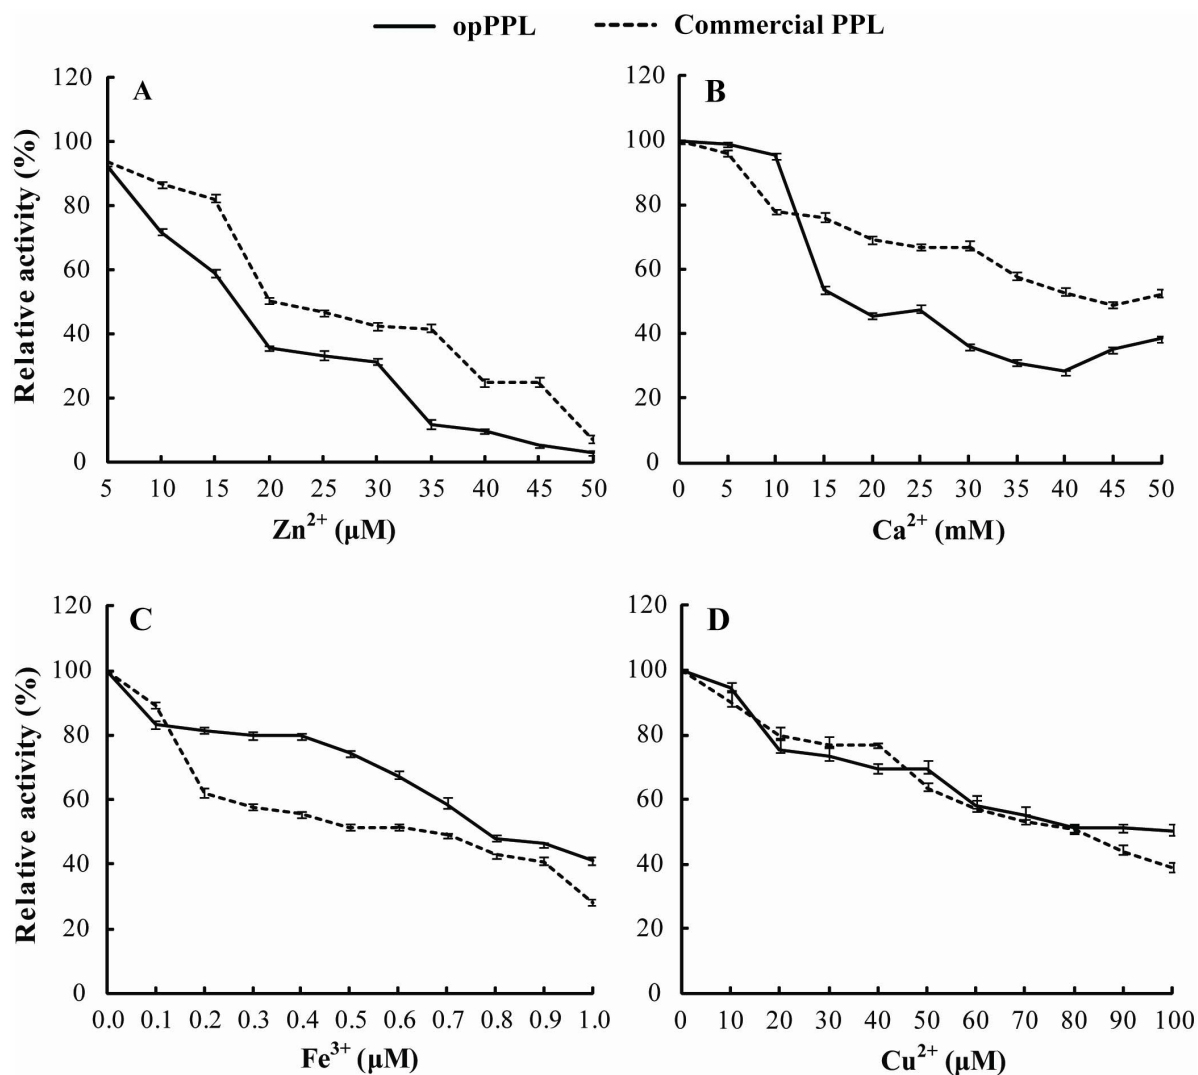 opPPL Commercial PPL
A
B
120 100 80 60 40 20 0
Relative activity (%)
5 10 15 20 25 30 35 40 45 50
Zn2+ (μM)
120 100 80 60 40 20 0
0 5 10 15 20 25 30 35 40 45 50
Ca2+ (mM)
C
D
120 100 80 60 40 20 0
Relative activity (%)
0.0 0.1 0.2 0.3 0.4 0.5 0.6 0.7 0.8 0.9 1.0
Fe3+ (μM)
120 100 80 60 40 20 0
0 10 20 30 40 50 60 70 80 90 100
Cu2+ (μM)